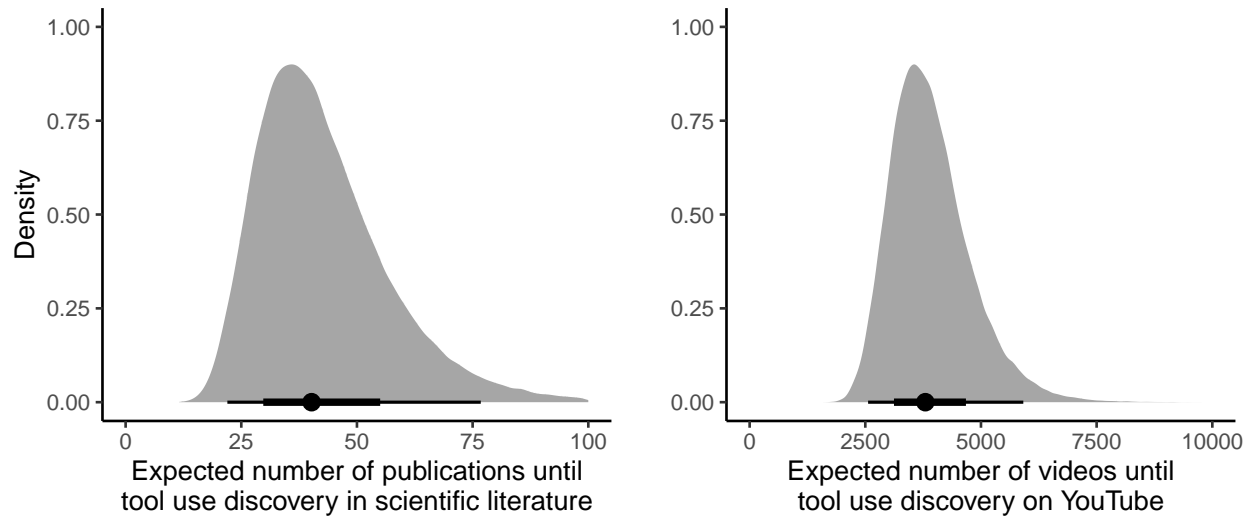 1.00
0.75
0.50
0.25
0.00
Density
0 25 50 75 100
Expected number of publications until
tool use discovery in scientific literature
1.00
0.75
0.50
0.25
0.00
0 2500 5000 7500 10000
Expected number of videos until
tool use discovery on YouTube